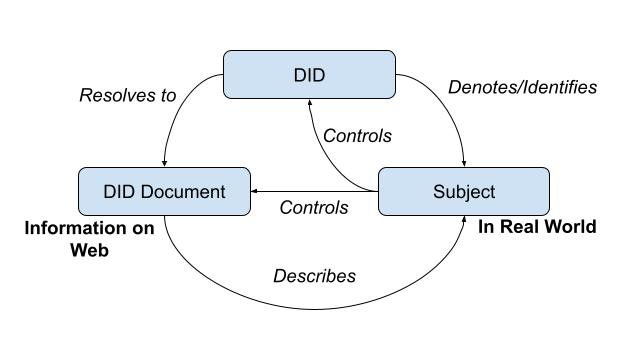 DID
Resolves to
Denotes/Identifies
Controls
DID Document
Subject
Controls
Information on
Web
In Real World
Describes